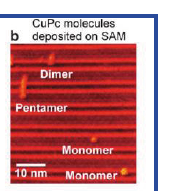 CuPc molecules
b deposited on SAM
Dimer
Pentamer
Monomer
10 nm
Monomer